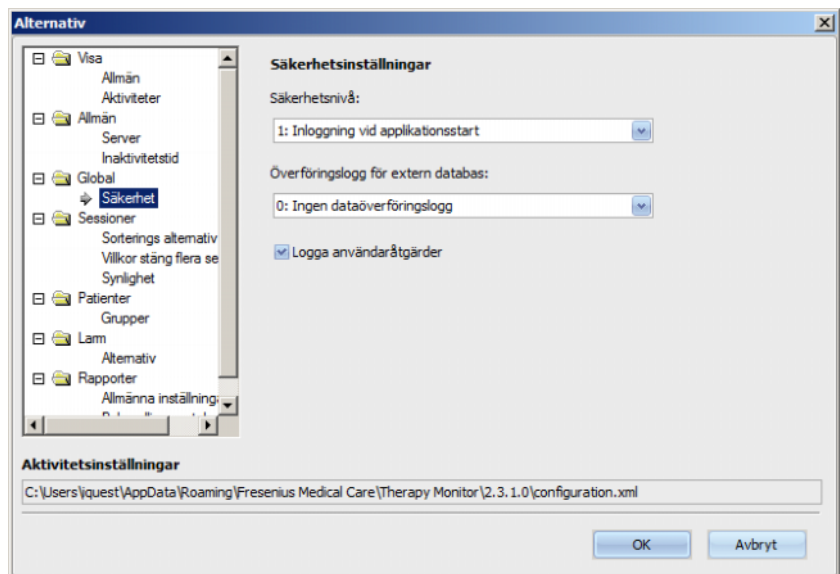 Alternativ
Visa
Allmän
Aktiviteter
Allmän
Server
Inaktivitetstid
Global
Säkerhet
Sessioner
Sorterings alternativ
Villkor stäng flera se
Synlighet
Patienter
Grupper
Larm
Alternativ
Rapporter
Allmänna inställning
Säkerhetsinställningar
Säkerhetsnivå:
1: Inloggning vid applikationsstart
Överföringslogg för extern databas:
0: Ingen dataöverföringslogg
Logga användaråtgärder
Aktivitetsinställningar
C:\Users\iquest\AppData\Roaming\Fresenius Medical Care\Therapy Monitor\2.3.1.0\configuration.xml
OK
Avbryt